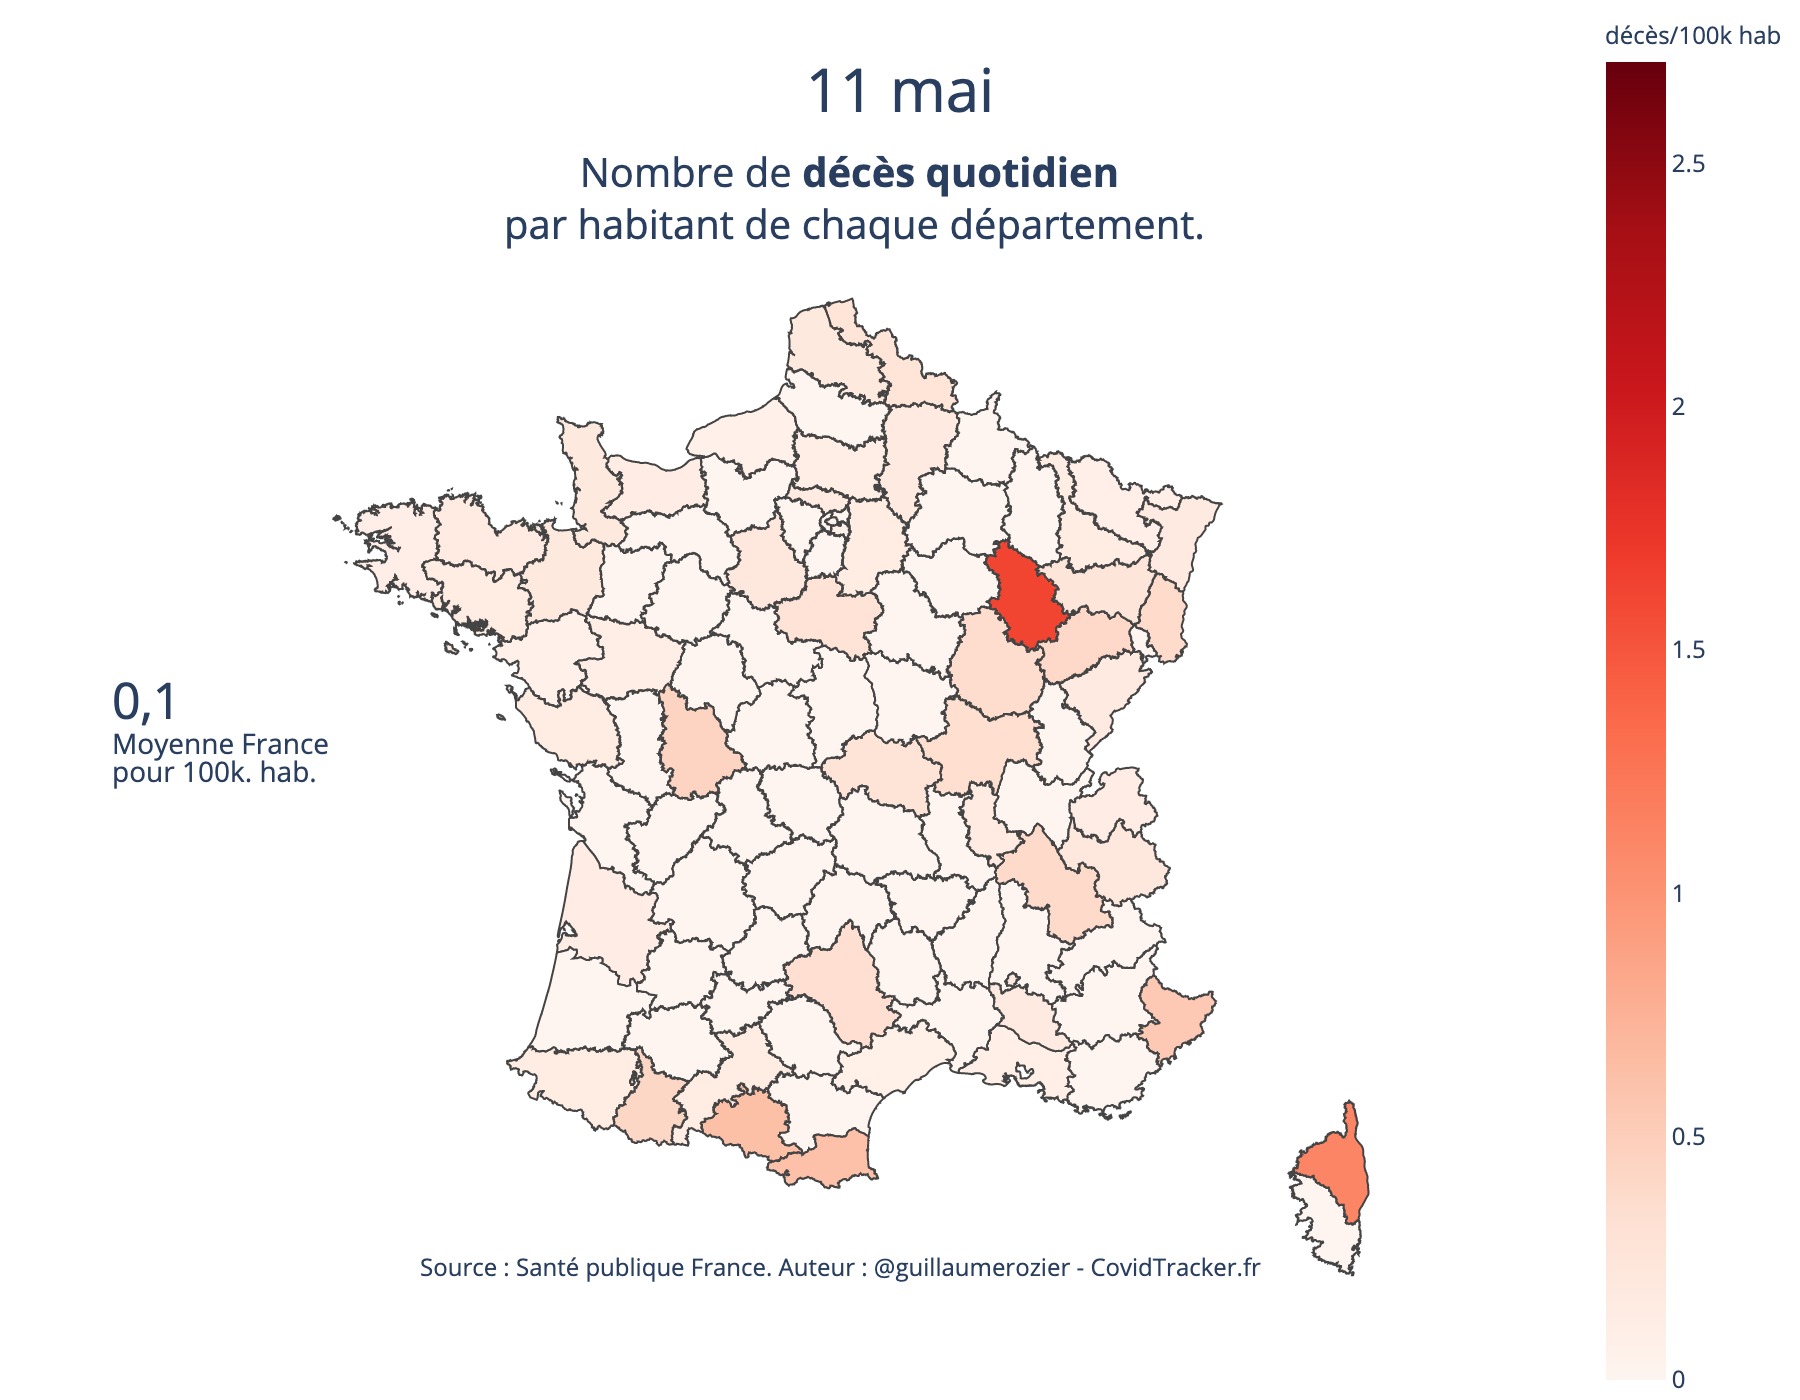 décès/100k hab
11 mai
Nombre de décès quotidien
par habitant de chaque département.
2.5
2
1.5
1
0.5
0
0,1
Moyenne France
pour 100k. hab.
Source : Santé publique France. Auteur : @guillaumerozier - CovidTracker.fr